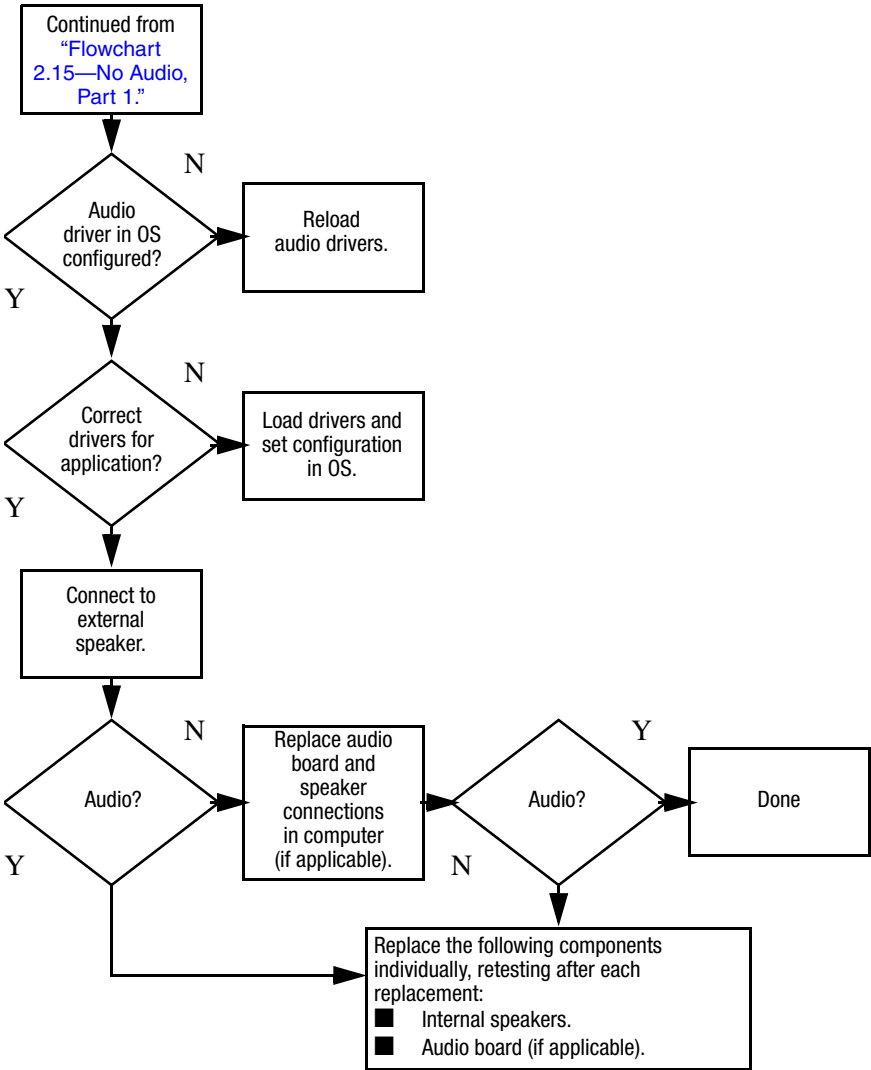 Continued from
“Flowchart
2.15—No Audio,
Part 1.”
N
Audio
driver in OS
configured?
Reload
audio drivers.
Y
N
Correct
drivers for
application?
Load drivers and
set configuration
in OS.
Y
Connect to
external
speaker.
N
Audio?
Replace audio
board and
speaker
connections
in computer
(if applicable).
Y
Audio?
Done
Y
N
Replace the following components
individually, retesting after each
replacement:
■ Internal speakers.
■ Audio board (if applicable).